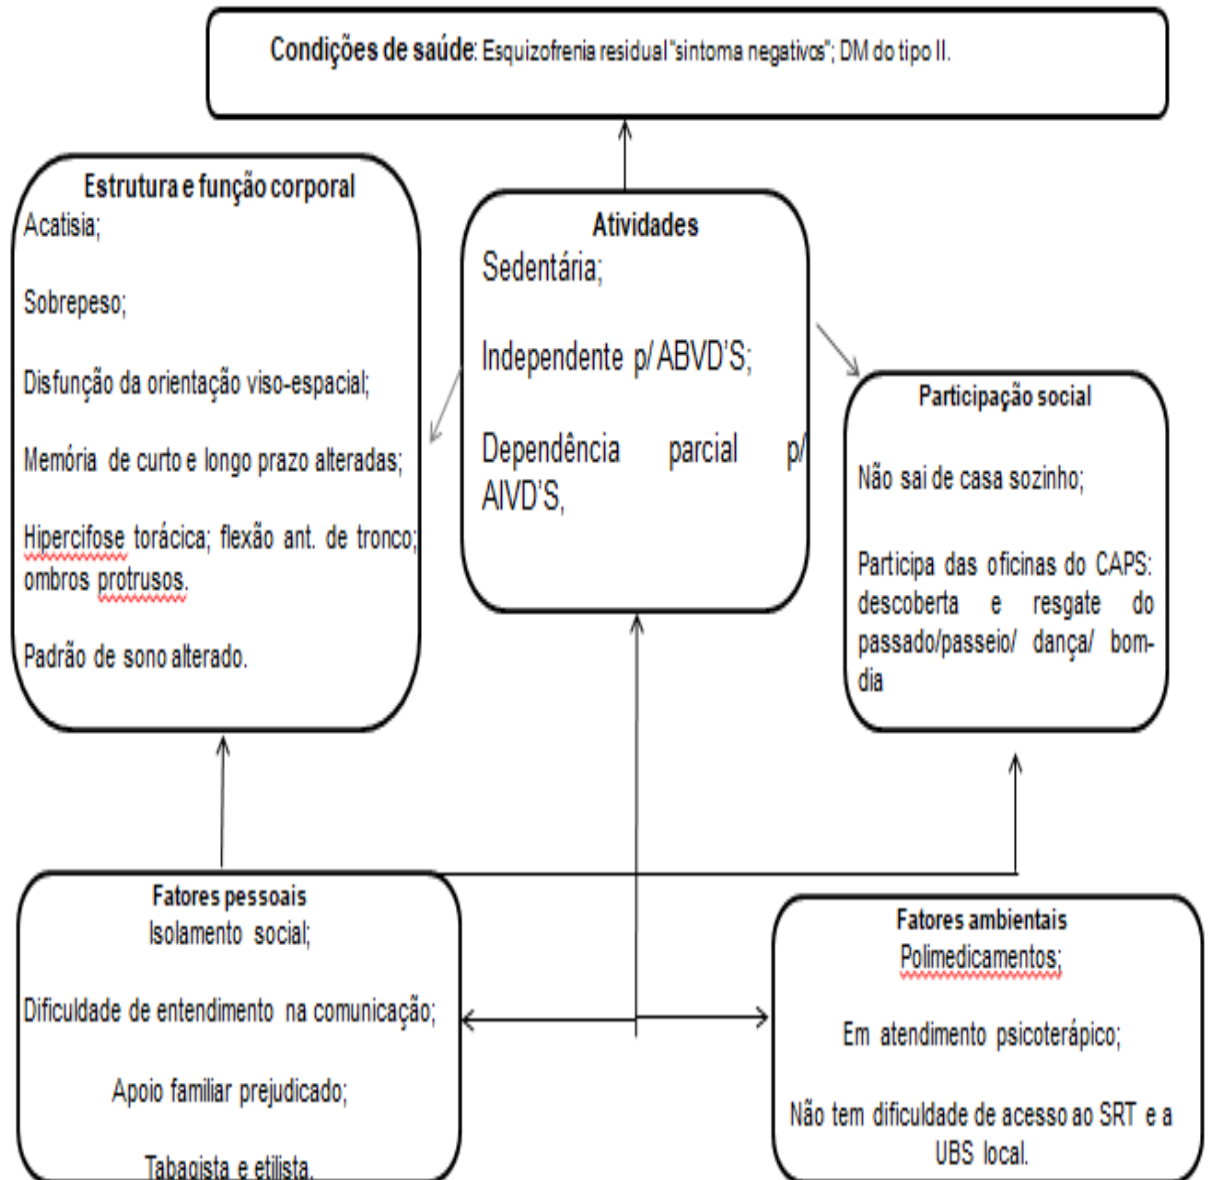 Condições de saúde: Esquizofrenia residual "sintoma negativos"; DM do tipo II.
Estrutura e função corporal
Acatisia;
Sobrepeso;
Disfunção da orientação viso-espacial;
Memória de curto e longo prazo alteradas;
Hipercifose torácica; flexão ant. de tronco;
ombros protrusos.
Padrão de sono alterado.
Atividades
Sedentária;
Independente p/ ABVD'S;
Dependência parcial p/
AIVD'S,
Participação social
Não sai de casa sozinho;
Participa das oficinas do CAPS:
descoberta e resgate do
passado/passeio/ dança/ bom-
dia
Fatores pessoais
Isolamento social;
Dificuldade de entendimento na comunicação;
Apoio familiar prejudicado;
Tabagista e etilista.
Fatores ambientais
Polimedicamentos;
Em atendimento psicoterápico;
Não tem dificuldade de acesso ao SRT e a
UBS local.